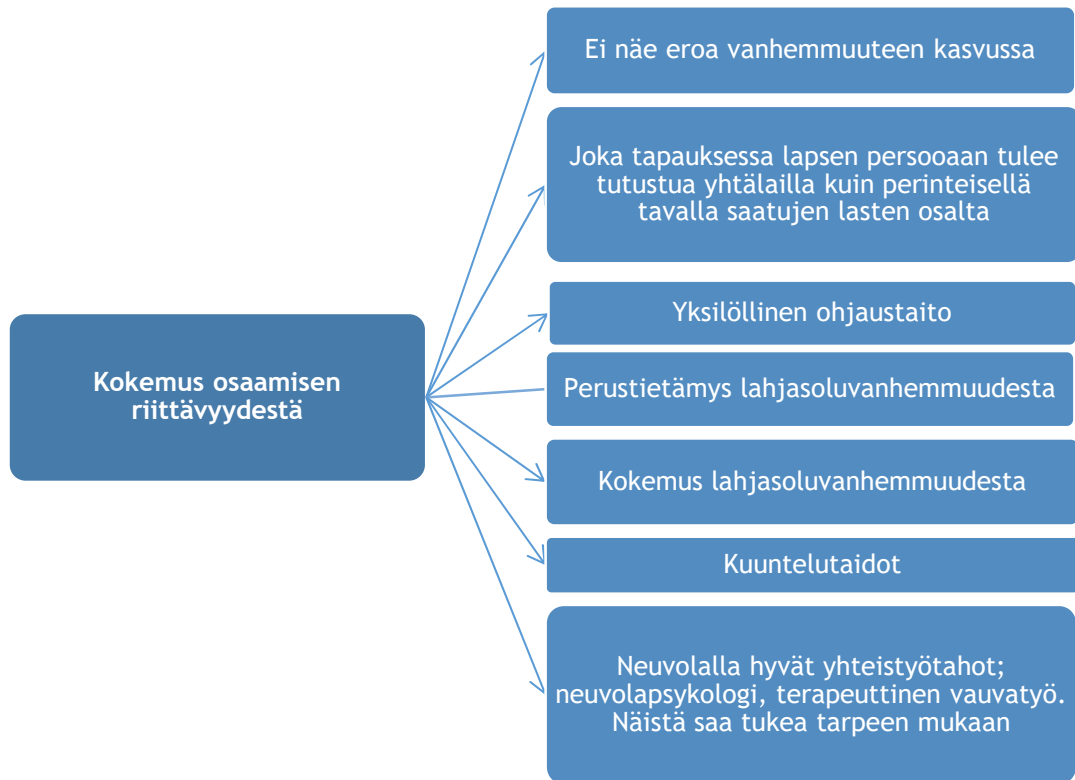 Kokemus osaamisen
riittävyydestä
Ei näe eroa vanhemmuuteen kasvussa
Joka tapauksessa lapsen persooaan tulee
tutustua yhtälailla kuin perinteisellä
tavalla saatujen lasten osalta
Yksilöllinen ohjaustaito
Perustietämys lahjasoluvanhemmuudesta
Kokemus lahjasoluvanhemmuudesta
Kuuntelutaidot
Neuvolalla hyvät yhteistyötahot;
neuvolapsykologi, terapeuttinen vauvatyö.
Näistä saa tukea tarpeen mukaan